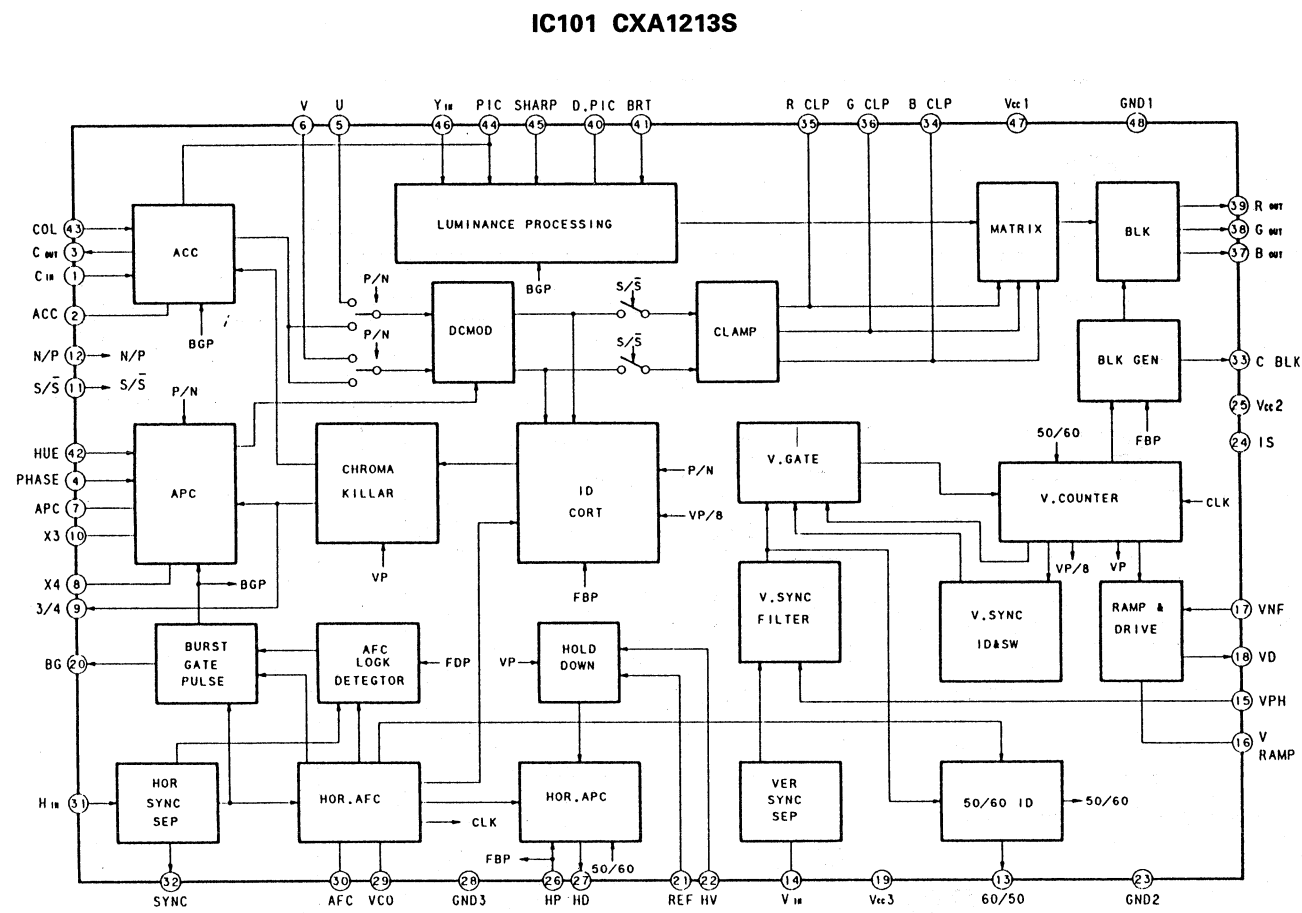 IC101 CXA1213S
V U Y IN PIC SHARP D.PIC BRT R CLP G CLP B CLP Vcc1 GND1
6 5 46 44 45 40 41 35 36 34 47 48
COL 43
C OUT 3
C IN 1
ACC 2
N/P 12 N/P
S/S̅ 11 S/S̅
HUE 42
PHASE 4
APC 7
X3 10
X4 8
3/4 9
BG 20
H IN 31
ACC
BGP
LUMINANCE PROCESSING
BGP
MATRIX
BLK
39 R OUT
38 G OUT
37 B OUT
P/N
P/N
DCMOD
S/S̅
S/S̅
CLAMP
BLK GEN
FBP
33 C BLK
25 Vcc2
24 IS
P/N
APC
BGP
CHROMA
KILLAR
VP
ID
CORT
P/N
VP/8
FBP
V.GATE
50/60
V.COUNTER
CLK
VP/8
VP
V.SYNC
FILTER
V.SYNC
ID&SW
RAMP &
DRIVE
17 VNF
18 VD
15 VPH
16 V
RAMP
BURST
GATE
PULSE
AFC
LOGK
DETEGTOR
FDP
VP
HOLD
DOWN
HOR
SYNC
SEP
HOR.AFC
CLK
HOR.APC
FBP
50/60
VER
SYNC
SEP
50/60 ID
50/60
32 30 29 28 26 27 21 22 14 19 13 23
SYNC AFC VCO GND3 HP HD REF HV V IN Vcc3 60/50 GND2